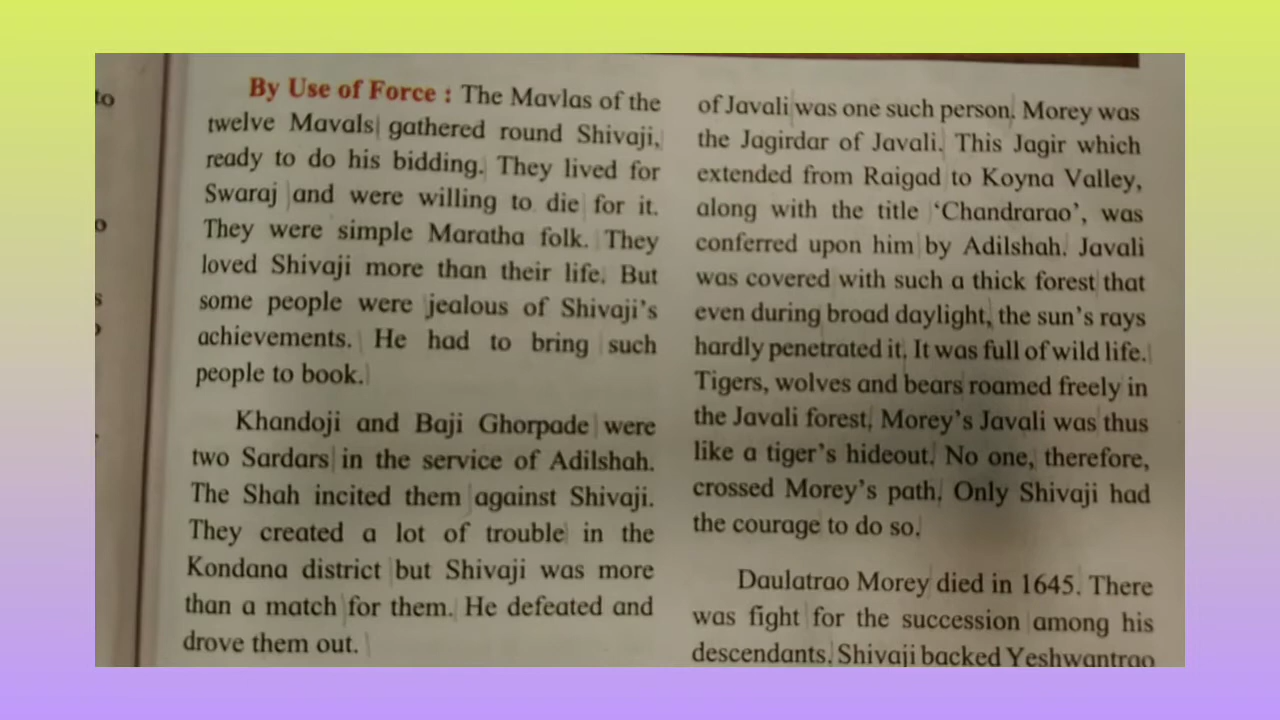 to
o
s
By Use of Force : The Mavlas of the
twelve Mavals gathered round Shivaji,
ready to do his bidding. They lived for
Swaraj and were willing to die for it.
They were simple Maratha folk. They
loved Shivaji more than their life. But
some people were jealous of Shivaji's
achievements. He had to bring such
people to book.
Khandoji and Baji Ghorpade were
two Sardars in the service of Adilshah.
The Shah incited them against Shivaji.
They created a lot of trouble in the
Kondana district but Shivaji was more
than a match for them. He defeated and
drove them out.
of Javali was one such person. Morey was
the Jagirdar of Javali. This Jagir which
extended from Raigad to Koyna Valley,
along with the title 'Chandrarao', was
conferred upon him by Adilshah. Javali
was covered with such a thick forest that
even during broad daylight, the sun's rays
hardly penetrated it. It was full of wild life.
Tigers, wolves and bears roamed freely in
the Javali forest. Morey's Javali was thus
like a tiger's hideout. No one, therefore,
crossed Morey's path. Only Shivaji had
the courage to do so.
Daulatrao Morey died in 1645. There
was fight for the succession among his
descendants. Shivaji backed Yeshwantrao